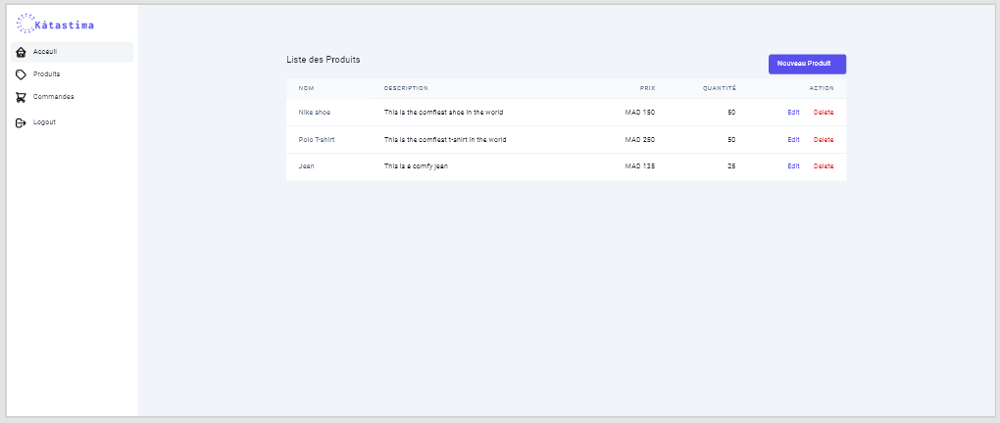 Kátastima
Acceuil
Produits
Commandes
Logout
Liste des Produits
Nouveau Produit
NOM DESCRIPTION PRIX QUANTITÉ ACTION
Nike shoe This is the comfiest shoe in the world MAD 150 50 Edit Delete
Polo T-shirt This is the comfiest t-shirt in the world MAD 250 50 Edit Delete
Jean This is a comfy jean MAD 135 25 Edit Delete